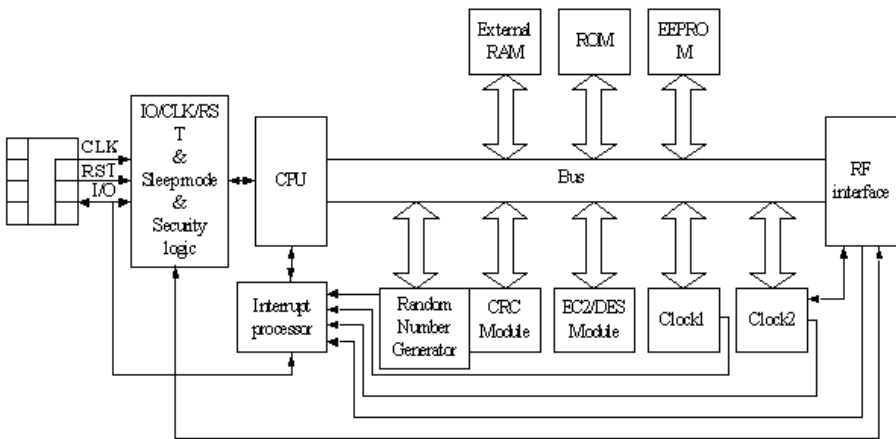 External
RAM
ROM
EEPRO
M
IO/CLK/RS
T
&
Sleepmode
&
Security
logic
CLK
RST
I/O
CPU
Bus
RF
interface
Interrupt
processor
Random
Number
Generator
CRC
Module
EC2/DES
Module
Clock1
Clock2